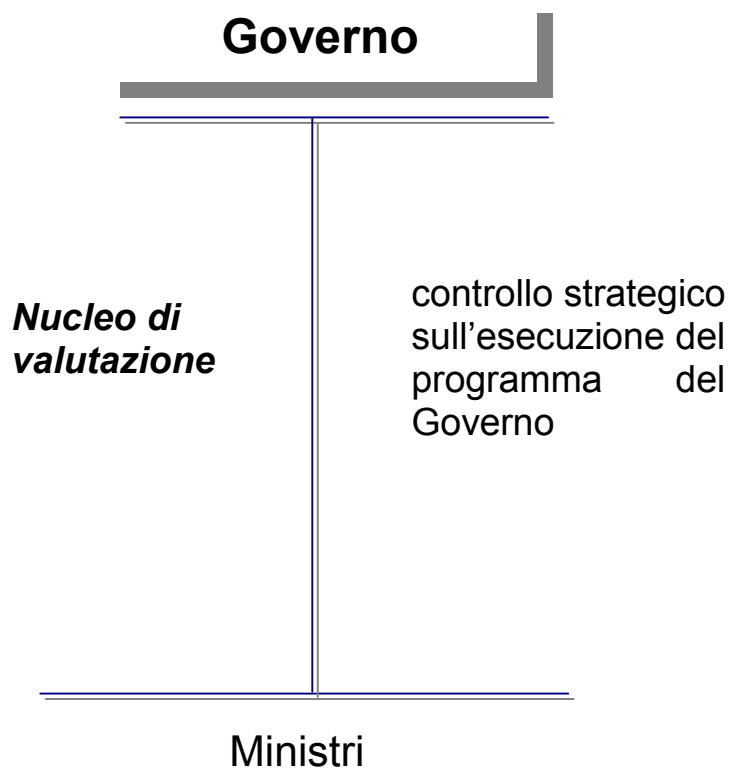 Governo
Nucleo di
valutazione
controllo strategico
sull’esecuzione del
programma del
Governo
Ministri